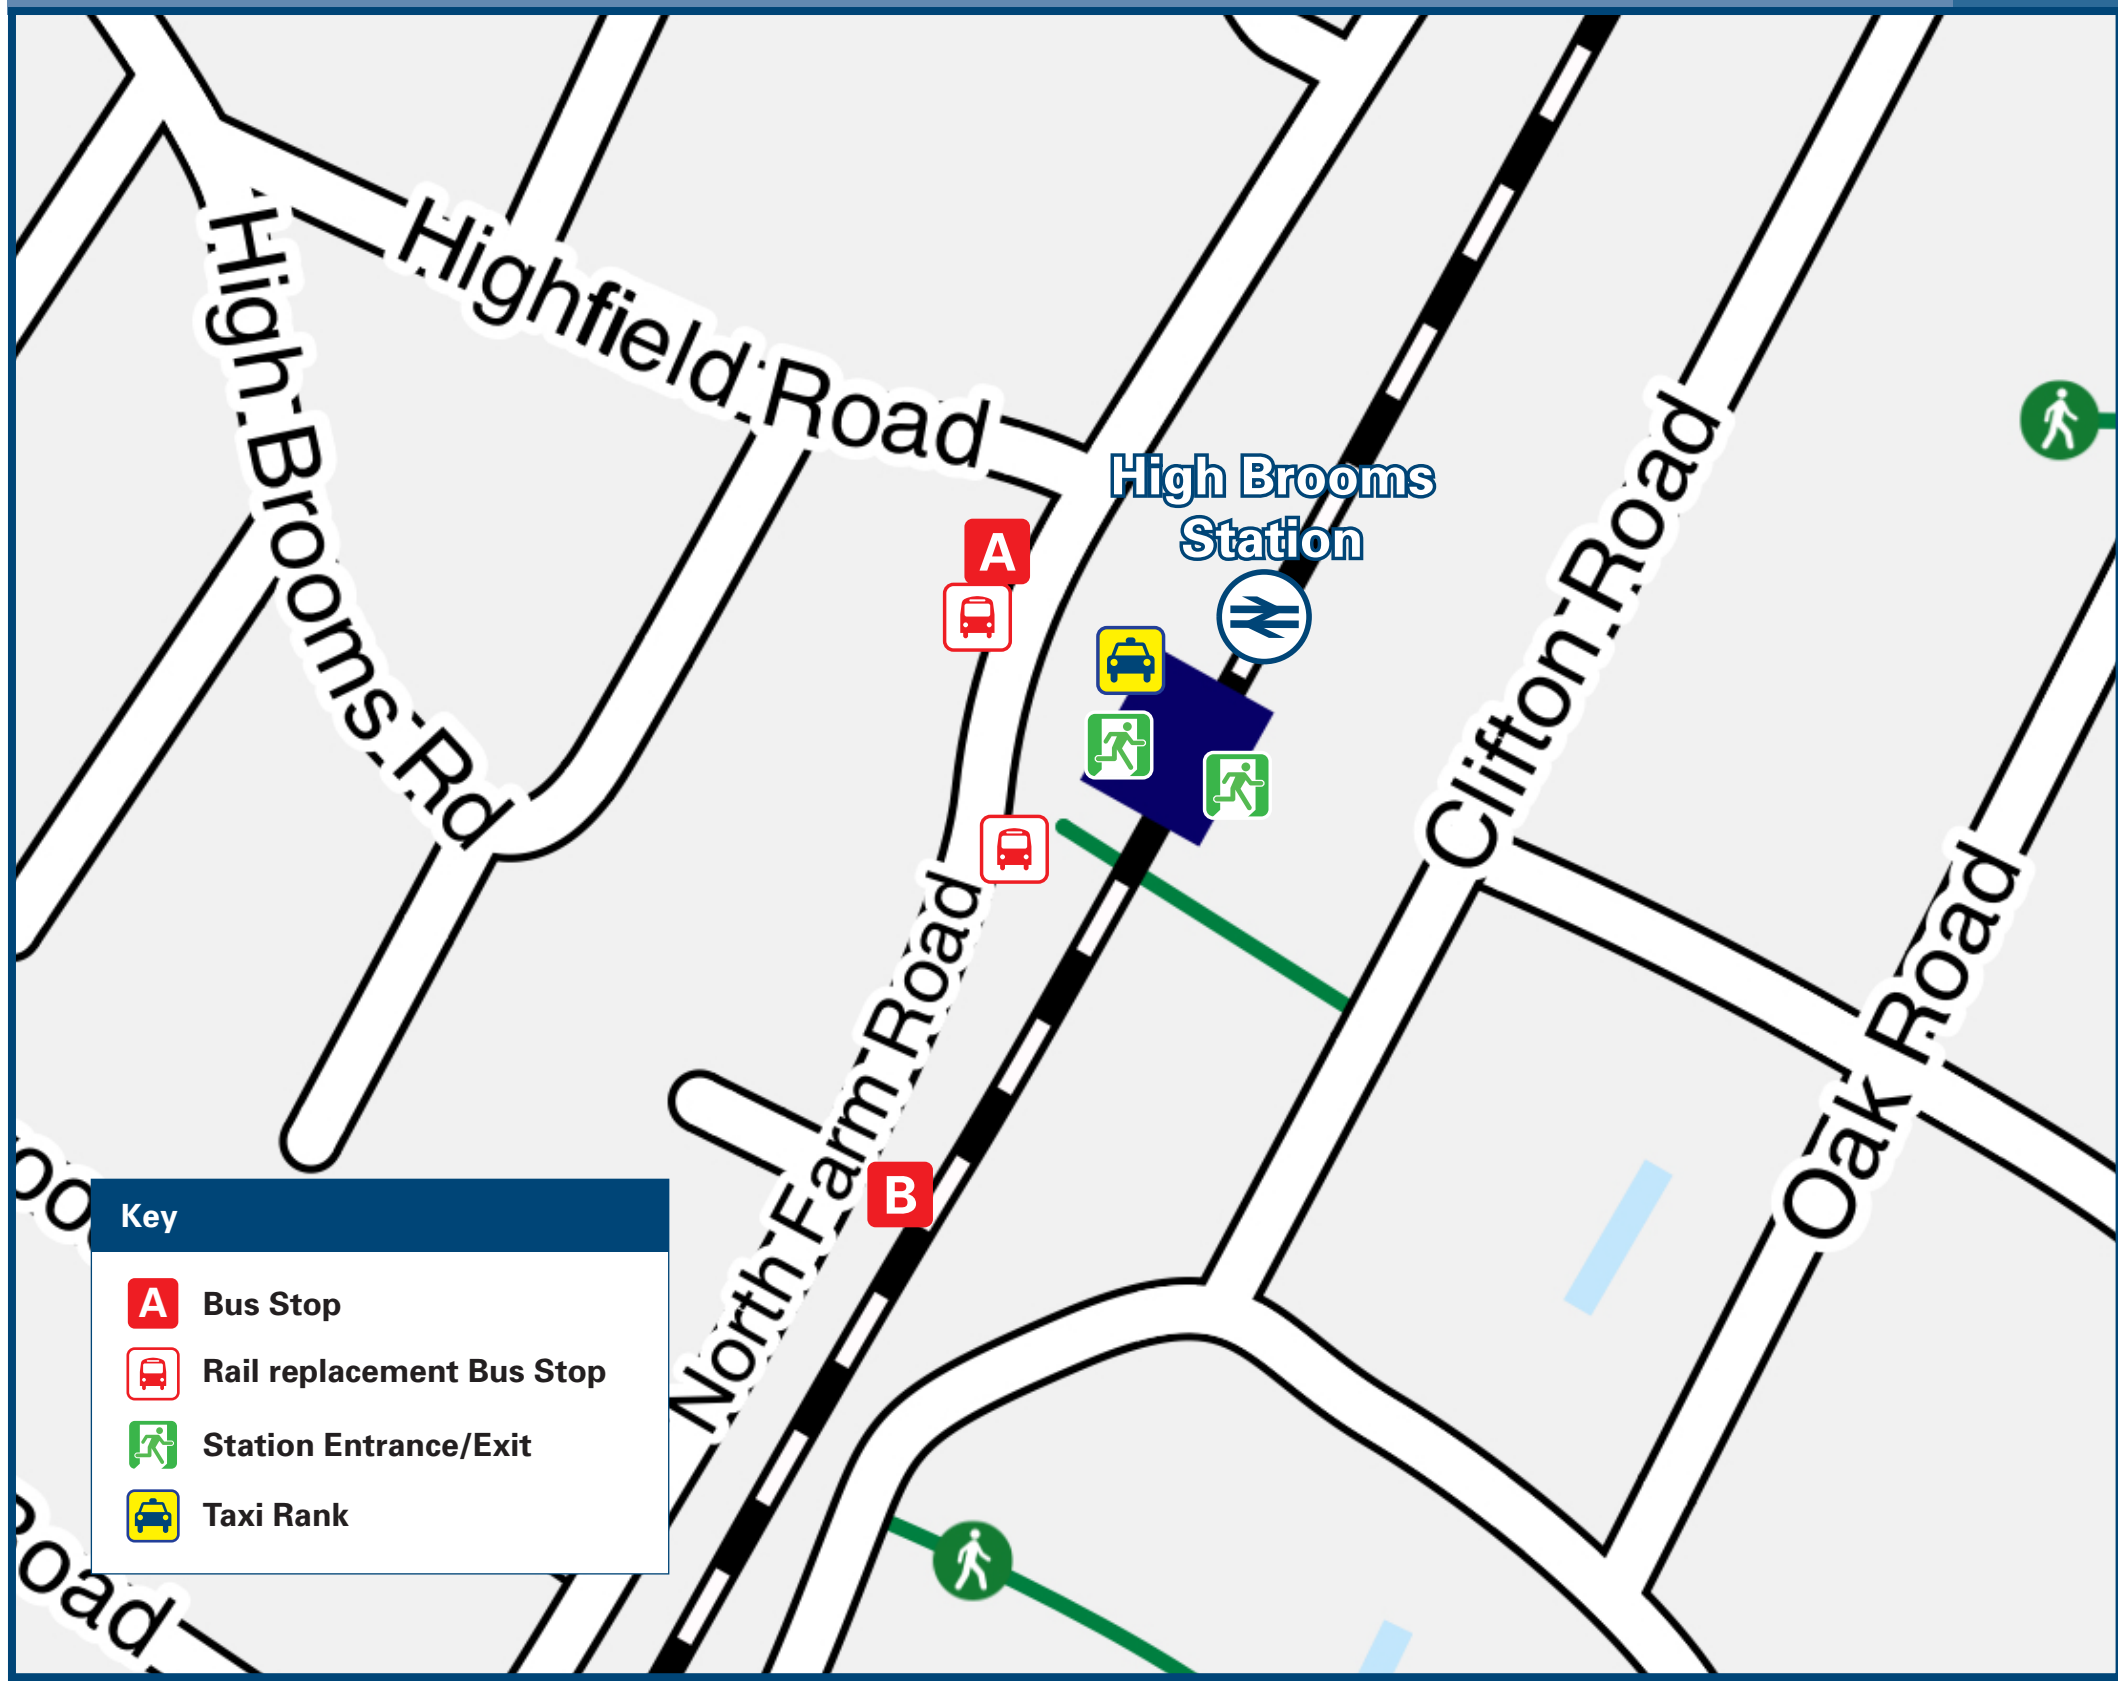 Highfield Road
High Brooms Rd
High Brooms
Station
A
Clifton Road
North Farm Road
Oak Road
B
Key
A Bus Stop
Rail replacement Bus Stop
Station Entrance/Exit
Taxi Rank
Road